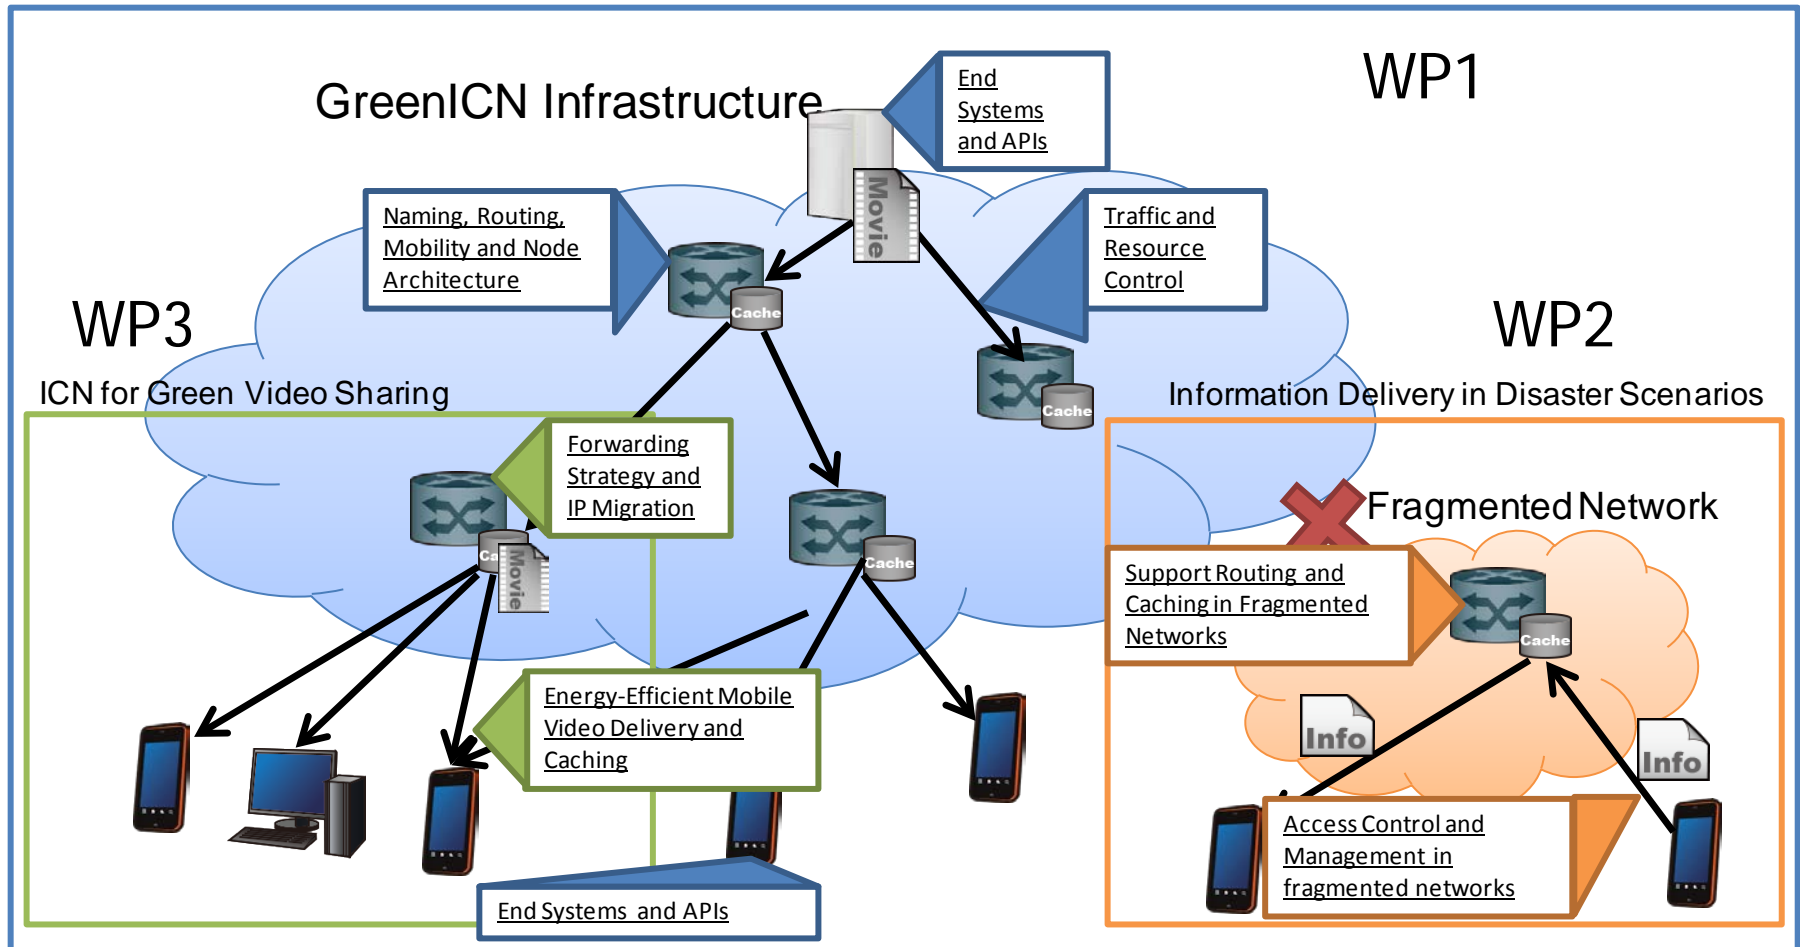 WP1
GreenICN Infrastructure
End
Systems
and APIs
Movie
Naming, Routing,
Mobility and Node
Architecture
Traffic and
Resource
Control
Cache
WP3
WP2
ICN for Green Video Sharing
Information Delivery in Disaster Scenarios
Cache
Forwarding
Strategy and
IP Migration
Fragmented Network
Movie
Cache
Support Routing and
Caching in Fragmented
Networks
Cache
Energy-Efficient Mobile
Video Delivery and
Caching
Info
Info
Access Control and
Management in
fragmented networks
End Systems and APIs